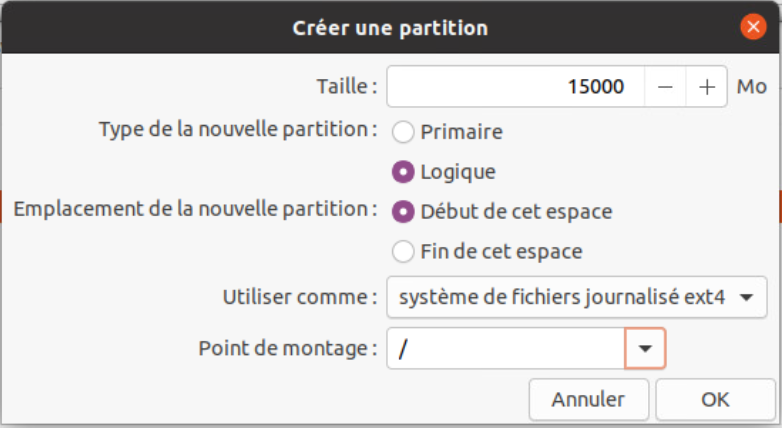 Créer une partition
Taille : 15000 − + Mo
Type de la nouvelle partition : Primaire
Logique
Emplacement de la nouvelle partition : Début de cet espace
Fin de cet espace
Utiliser comme : système de fichiers journalisé ext4
Point de montage : /
Annuler OK